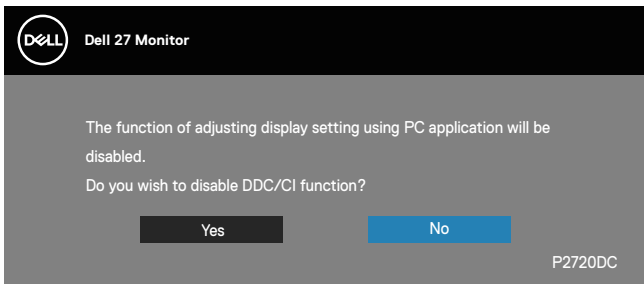 DELL
Dell 27 Monitor
The function of adjusting display setting using PC application will be
disabled.
Do you wish to disable DDC/CI function?
Yes No
P2720DC